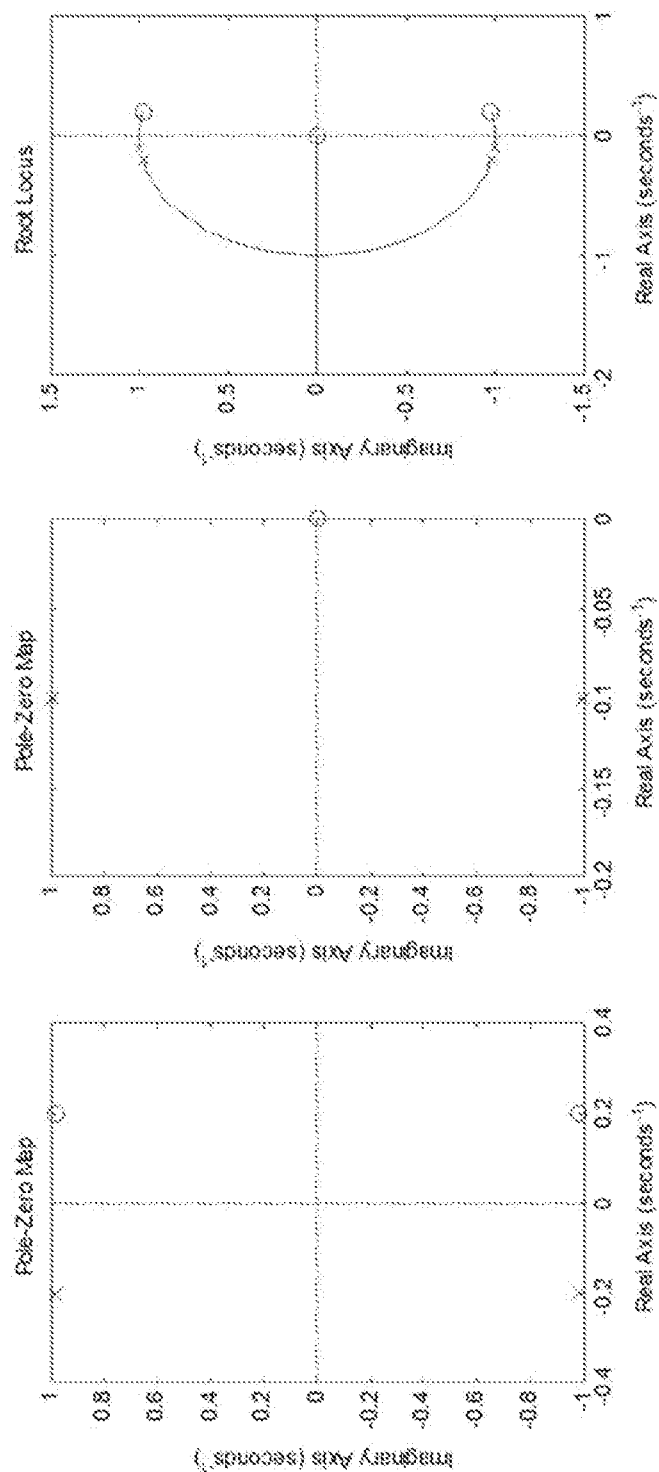 Pole-Zero Map
Imaginary Axis (seconds⁻¹)
1
0.8
0.6
0.4
0.2
0
-0.2
-0.4
-0.6
-0.8
-1
-0.4 -0.2 0 0.2 0.4
Real Axis (seconds⁻¹)
Pole-Zero Map
Imaginary Axis (seconds⁻¹)
1
0.8
0.6
0.4
0.2
0
-0.2
-0.4
-0.6
-0.8
-1
-0.2 -0.15 -0.1 -0.05 0
Real Axis (seconds⁻¹)
Root Locus
Imaginary Axis (seconds⁻¹)
1.5
1
0.5
0
-0.5
-1
-1.5
-2 -1 0 1
Real Axis (seconds⁻¹)